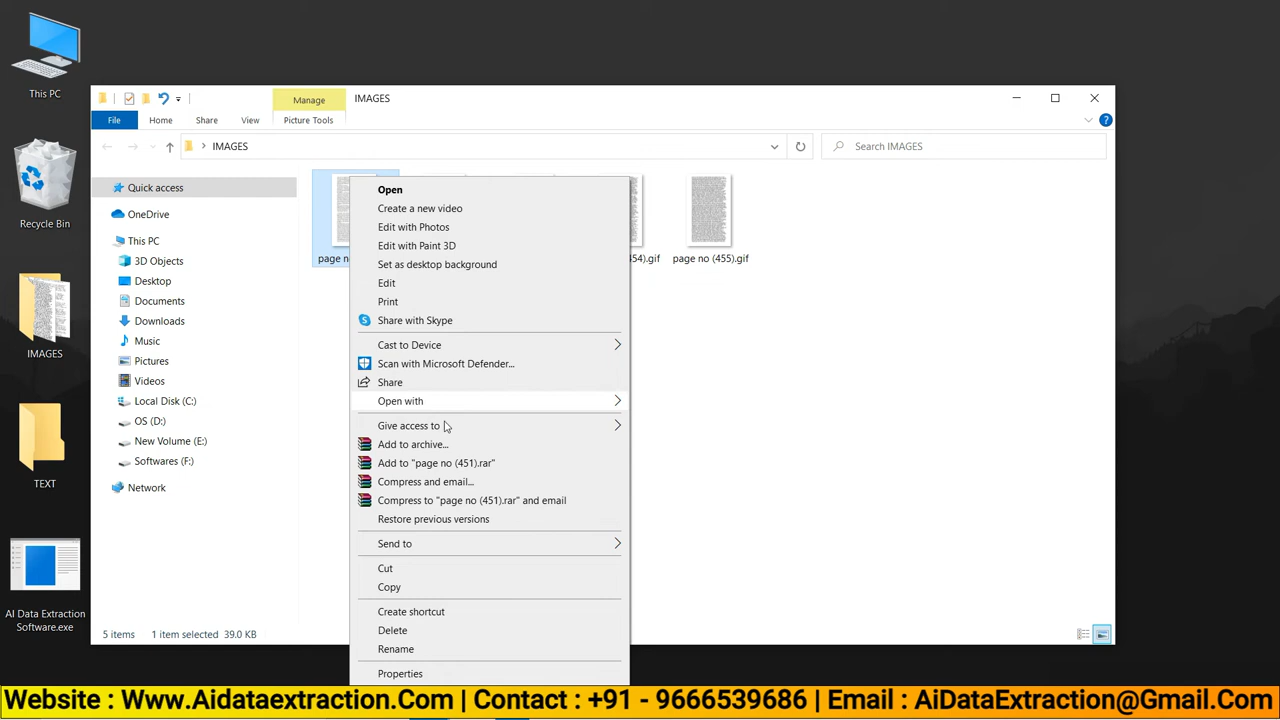 This PC
Recycle Bin
IMAGES
TEXT
AI Data Extraction
Software.exe
Manage
IMAGES
File
Home
Share
View
Picture Tools
IMAGES
Search IMAGES
Quick access
OneDrive
This PC
3D Objects
Desktop
Documents
Downloads
Music
Pictures
Videos
Local Disk (C:)
OS (D:)
New Volume (E:)
Softwares (F:)
Network
page n
454).gif
page no (455).gif
Open
Create a new video
Edit with Photos
Edit with Paint 3D
Set as desktop background
Edit
Print
Share with Skype
Cast to Device
Scan with Microsoft Defender...
Share
Open with
Give access to
Add to archive...
Add to "page no (451).rar"
Compress and email...
Compress to "page no (451).rar" and email
Restore previous versions
Send to
Cut
Copy
Create shortcut
Delete
Rename
Properties
5 items 1 item selected 39.0 KB
Website : Www.Aidataextraction.Com | Contact : +91 - 9666539686 | Email : AiDataExtraction@Gmail.Com